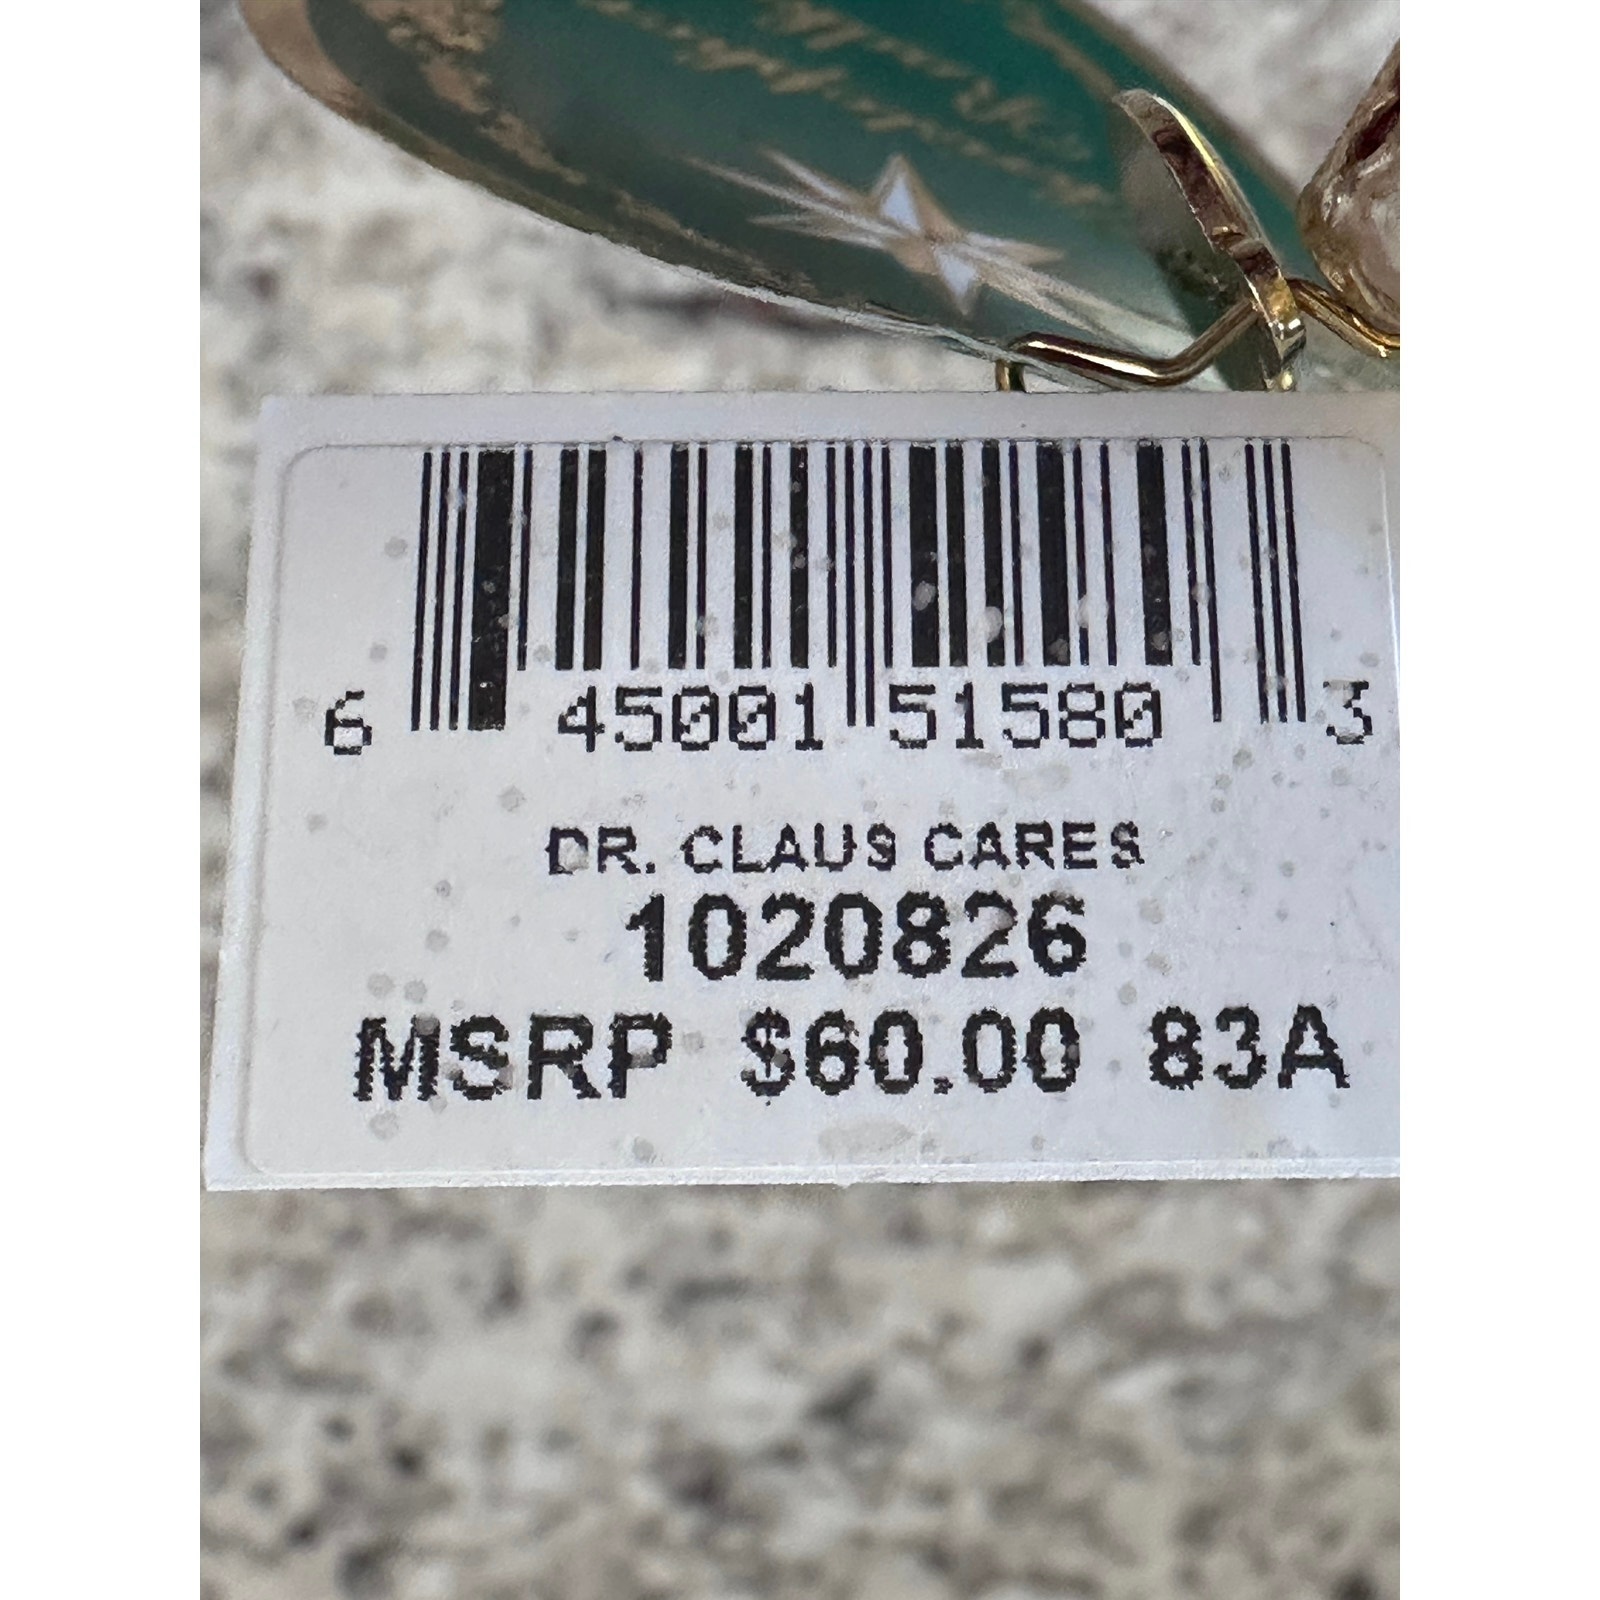 6 45001 51580 3
DR. CLAUS CARES
1020826
MSRP $60.00 83A